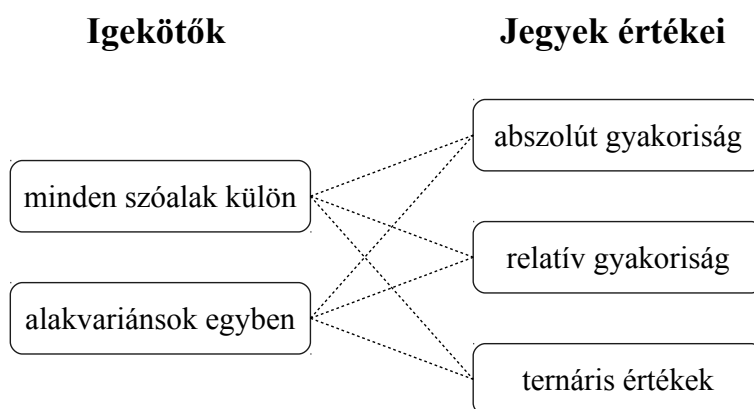 Igekötők
Jegyek értékei
minden szóalak külön
alakvariánsok egyben
abszolút gyakoriság
relatív gyakoriság
ternáris értékek